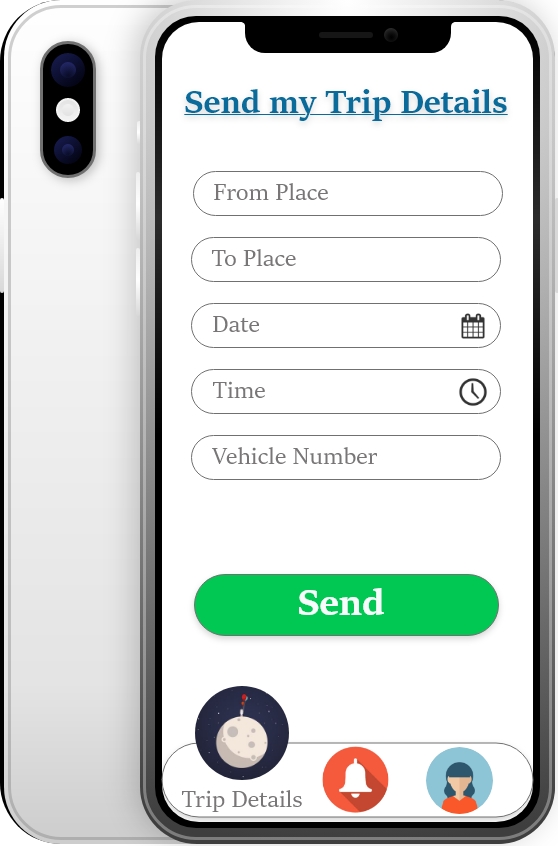 Send my Trip Details
From Place
To Place
Date
Time
Vehicle Number
Send
Trip Details